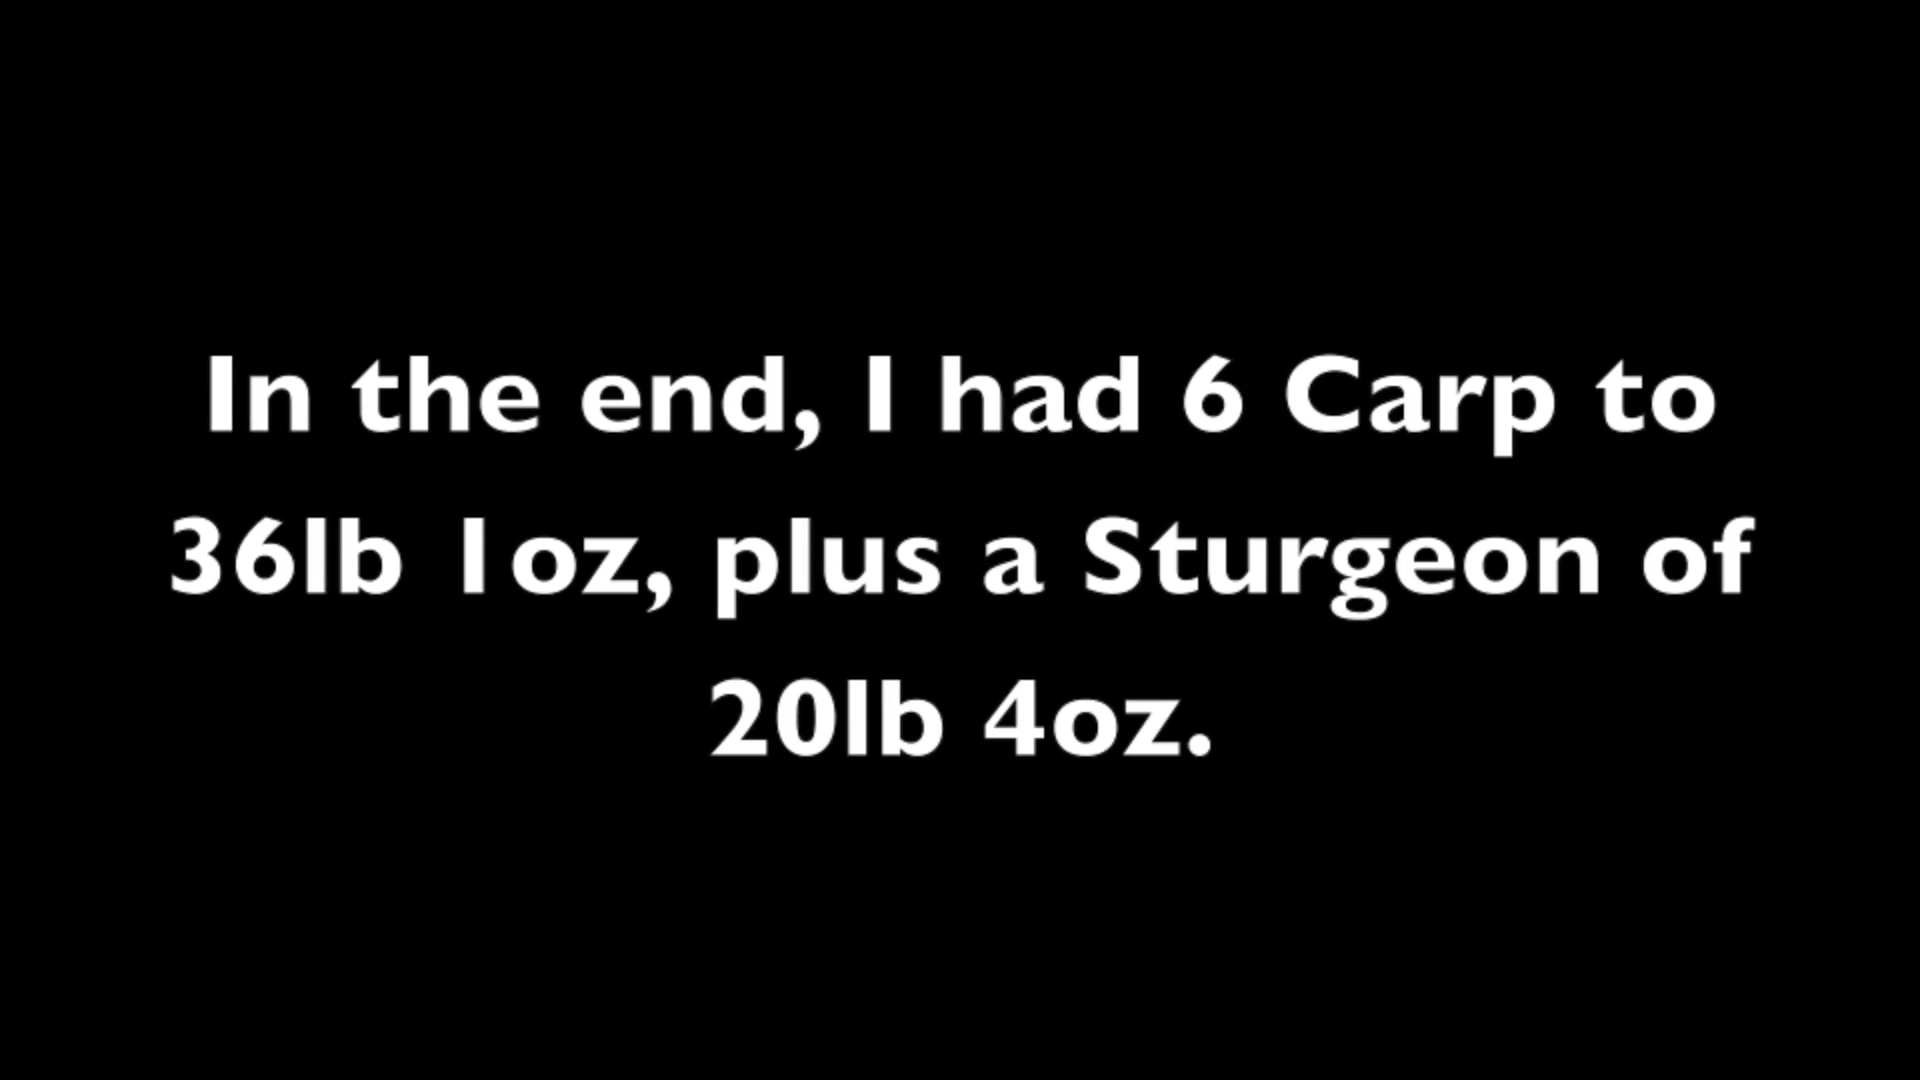 In the end, I had 6 Carp to
36lb 1oz, plus a Sturgeon of
20lb 4oz.